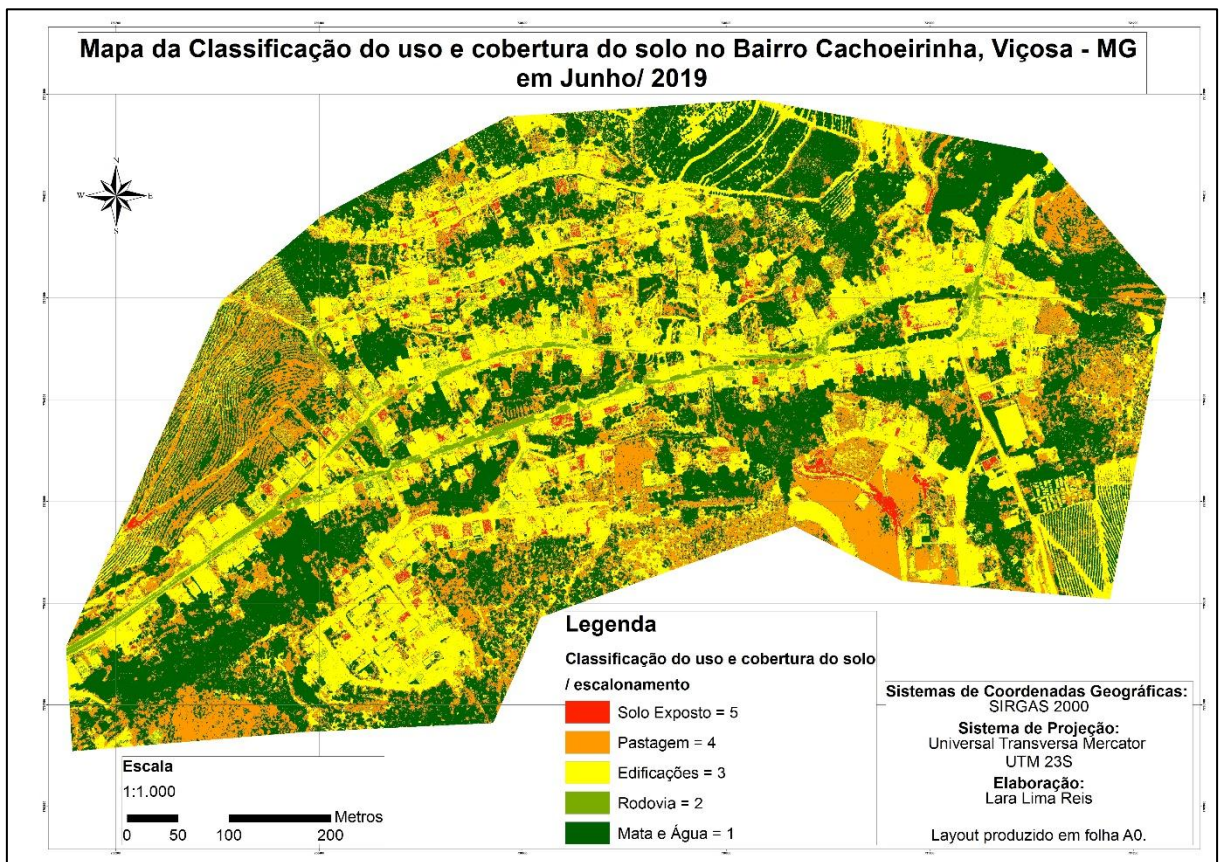 Mapa da Classificação do uso e cobertura do solo no Bairro Cachoeirinha, Viçosa - MG
em Junho/ 2019
N
W
E
S
Legenda
Classificação do uso e cobertura do solo
/ escalonamento
Solo Exposto = 5
Pastagem = 4
Edificações = 3
Rodovia = 2
Mata e Água = 1
Sistemas de Coordenadas Geográficas:
SIRGAS 2000
Sistema de Projeção:
Universal Transversa Mercator
UTM 23S
Elaboração:
Lara Lima Reis
Layout produzido em folha A0.
Escala
1:1.000
Metros
0 50 100 200